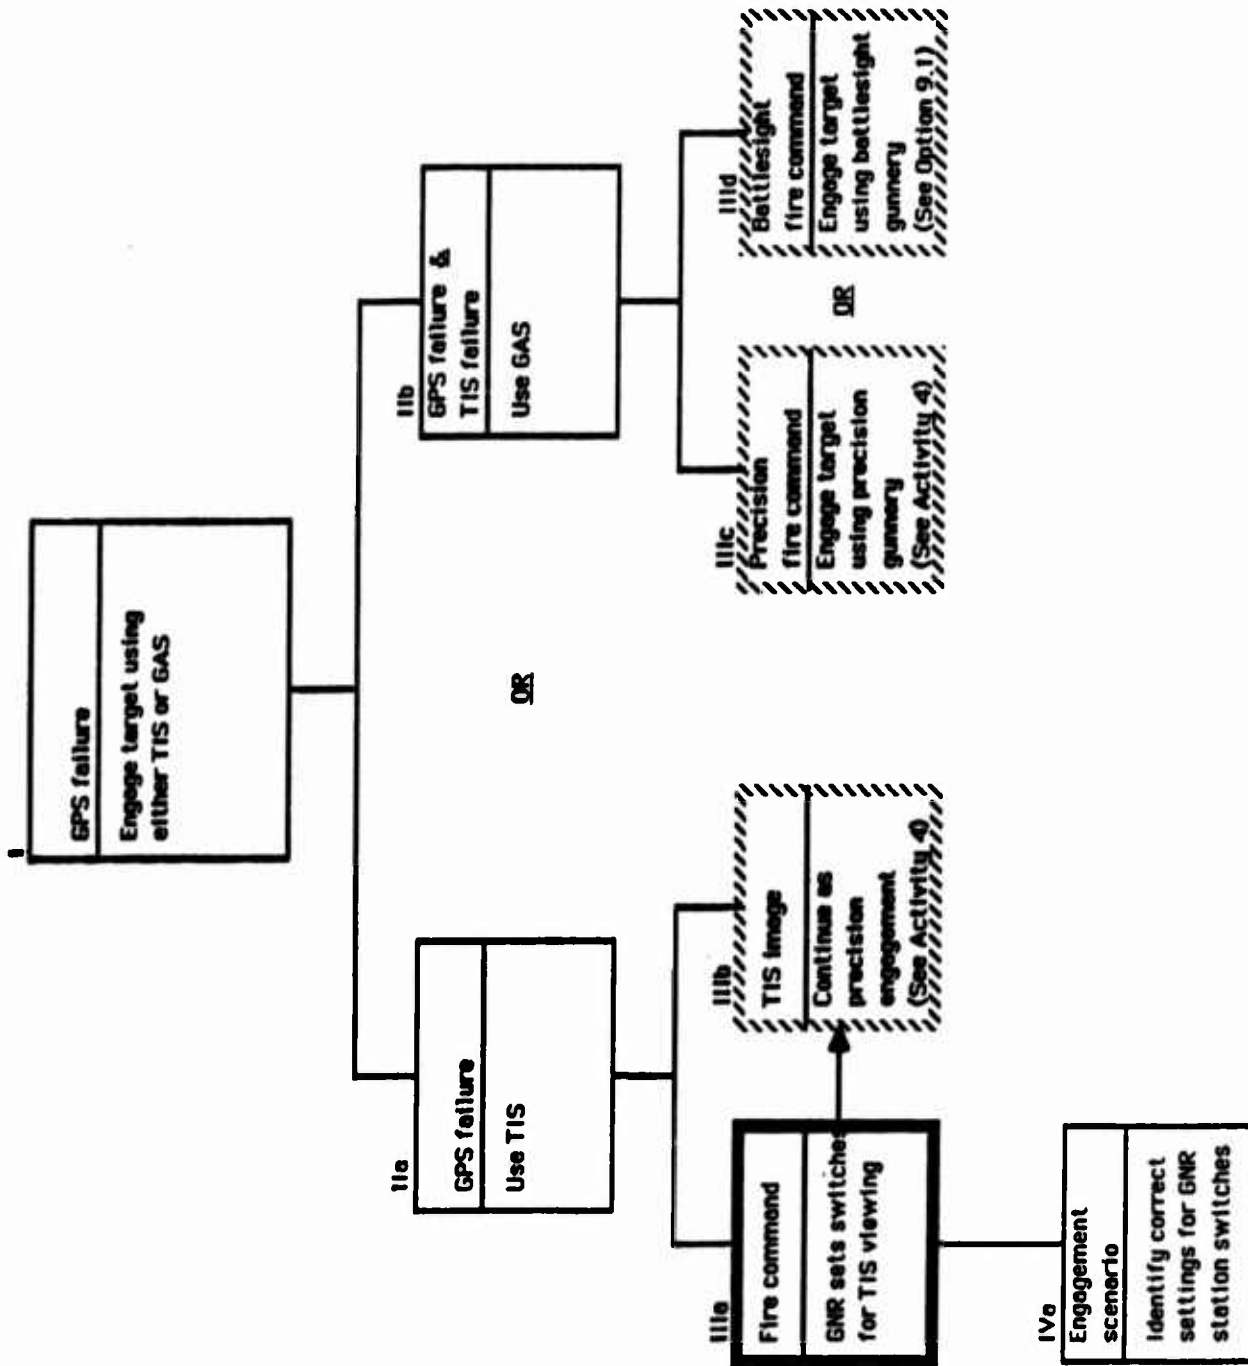 I
GPS failure
Engage target using
either TIS or GAS
IIa
GPS failure
Use TIS
OR
IIb
GPS failure &
TIS failure
Use GAS
IIIa
Fire command
GNR sets switches
for TIS viewing
IIIb
TIS image
Continue as
precision
engagement
(See Activity 4)
IIIc
Precision
fire command
Engage target
using precision
gunnery
(See Activity 4)
OR
IIId
Battlesight
fire command
Engage target
using battlesight
gunnery
(See Option 9.1)
IVa
Engagement
scenario
Identify correct
settings for GNR
station switches